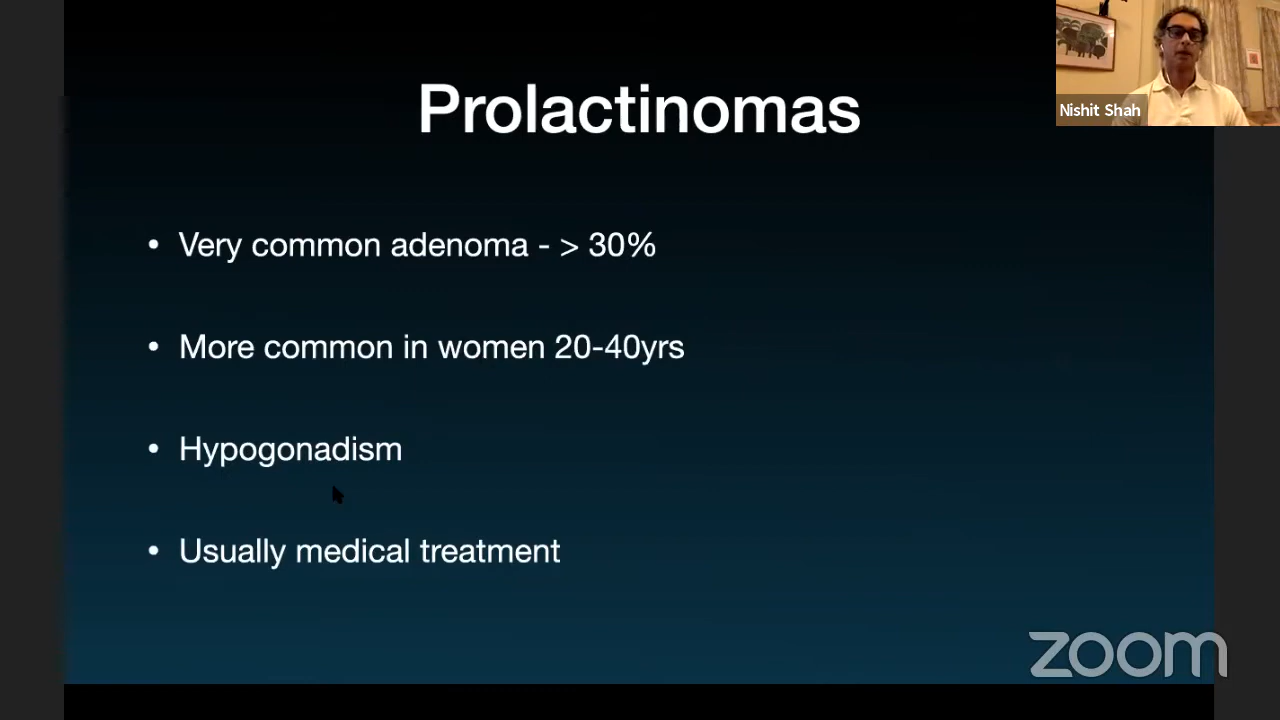 Prolactinomas
Nishit Shah
• Very common adenoma - > 30%
• More common in women 20-40yrs
• Hypogonadism
• Usually medical treatment
zoom